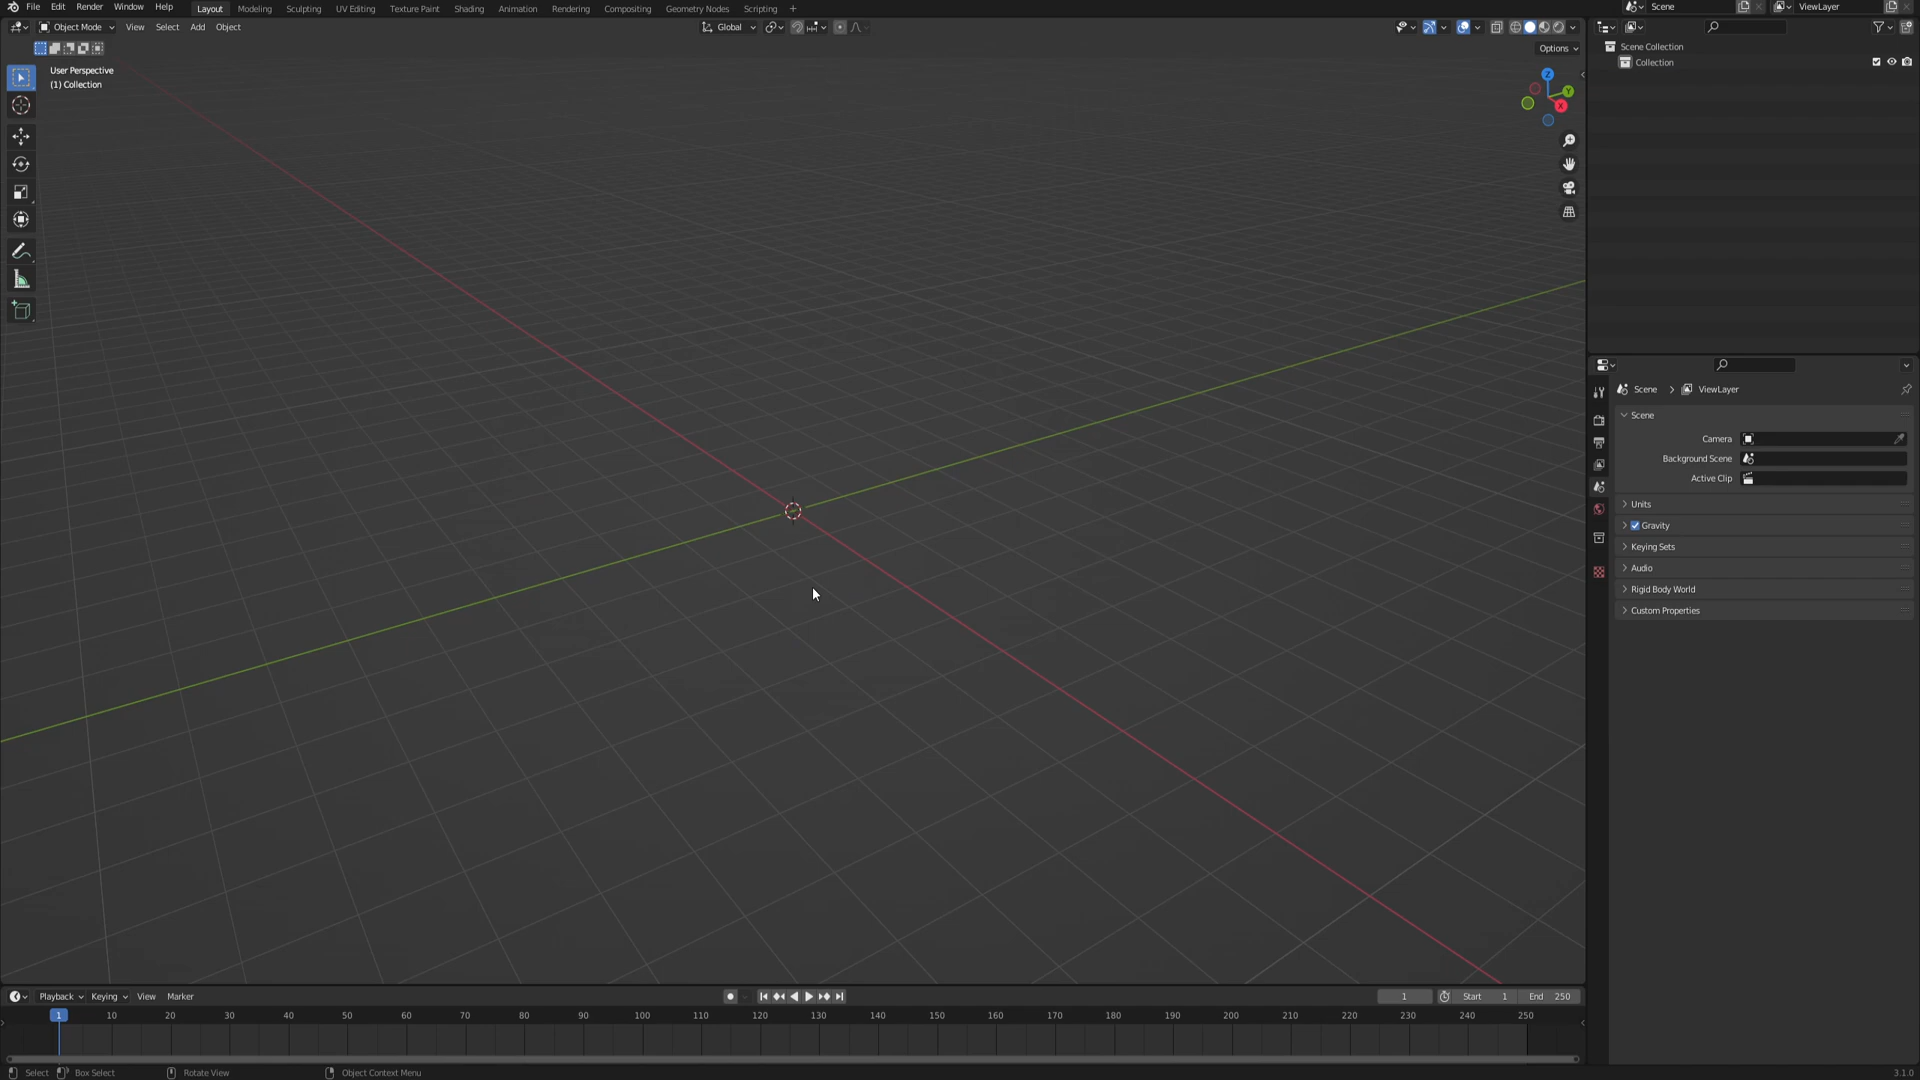 File Edit Render Window Help Layout Modeling Sculpting UV Editing Texture Paint Shading Animation Rendering Compositing Geometry Nodes Scripting + Scene ViewLayer
Object Mode View Select Add Object Global
Options
User Perspective
(1) Collection
Z
Y
X
Scene Collection
Collection
Scene > ViewLayer
Scene
Camera
Background Scene
Active Clip
Units
Gravity
Keying Sets
Audio
Rigid Body World
Custom Properties
Playback Keying View Marker 1 Start 1 End 250
1 10 20 30 40 50 60 70 80 90 100 110 120 130 140 150 160 170 180 190 200 210 220 230 240 250
Select Box Select Rotate View Object Context Menu 3.1.0